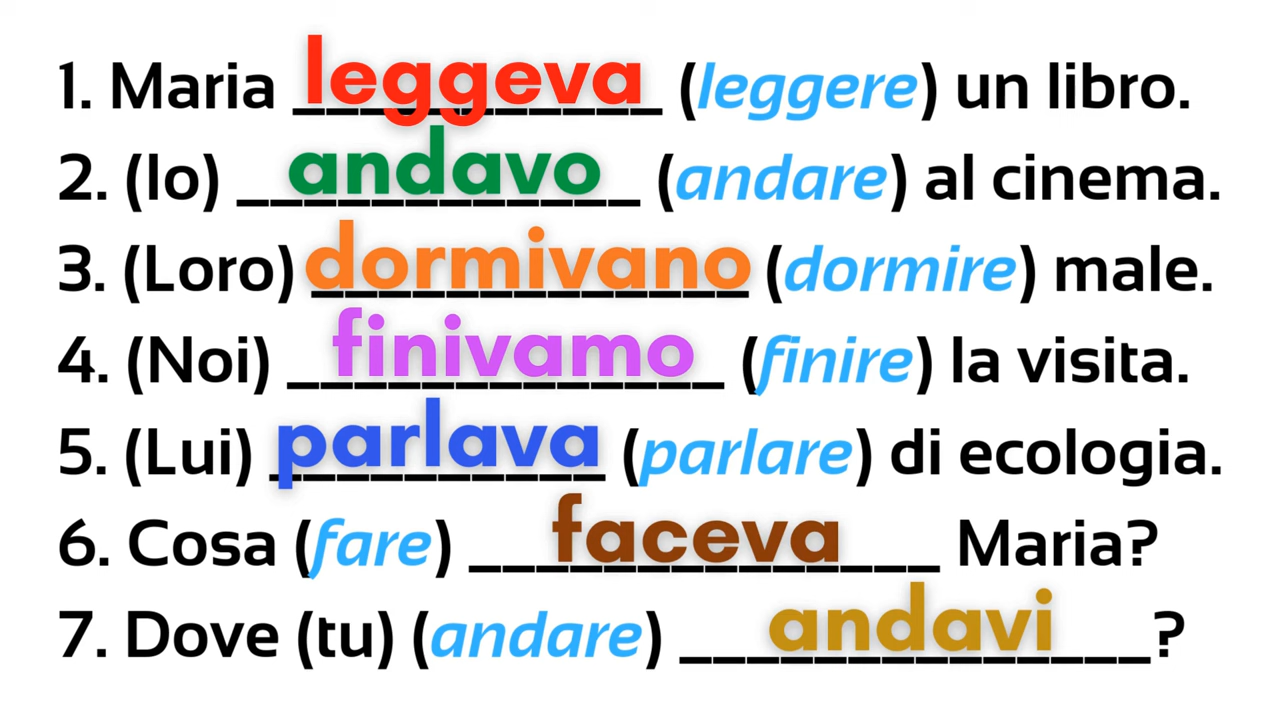 1. Maria leggeva (leggere) un libro.
2. (Io) andavo (andare) al cinema.
3. (Loro) dormivano (dormire) male.
4. (Noi) finivamo (finire) la visita.
5. (Lui) parlava (parlare) di ecologia.
6. Cosa (fare) faceva Maria?
7. Dove (tu) (andare) andavi?